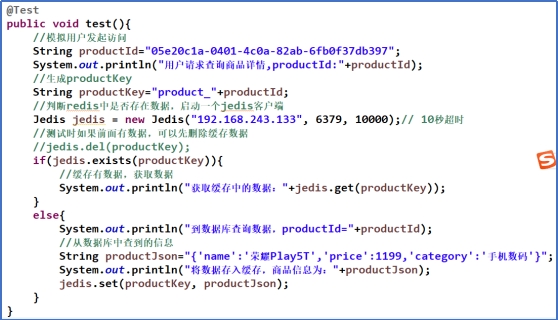 @Test
public void test(){
//模拟用户发起访问
String productId="05e20c1a-0401-4c0a-82ab-6fb0f37db397";
System.out.println("用户请求查询商品详情,productId:"+productId);
//生成productKey
String productKey="product_"+productId;
//判断redis中是否存在数据，启动一个jedis客户端
Jedis jedis = new Jedis("192.168.243.133", 6379, 10000);// 10秒超时
//测试时如果前面有数据，可以先删除缓存数据
//jedis.del(productKey);
if(jedis.exists(productKey)){
//缓存有数据，获取数据
System.out.println("获取缓存中的数据："+jedis.get(productKey));
}
else{
System.out.println("到数据库查询数据，productId="+productId);
//从数据库中查到的信息
String productJson="{'name':'荣耀Play5T','price':1199,'category':'手机数码'}";
System.out.println("将数据存入缓存，商品信息为："+productJson);
jedis.set(productKey, productJson);
}
}
S